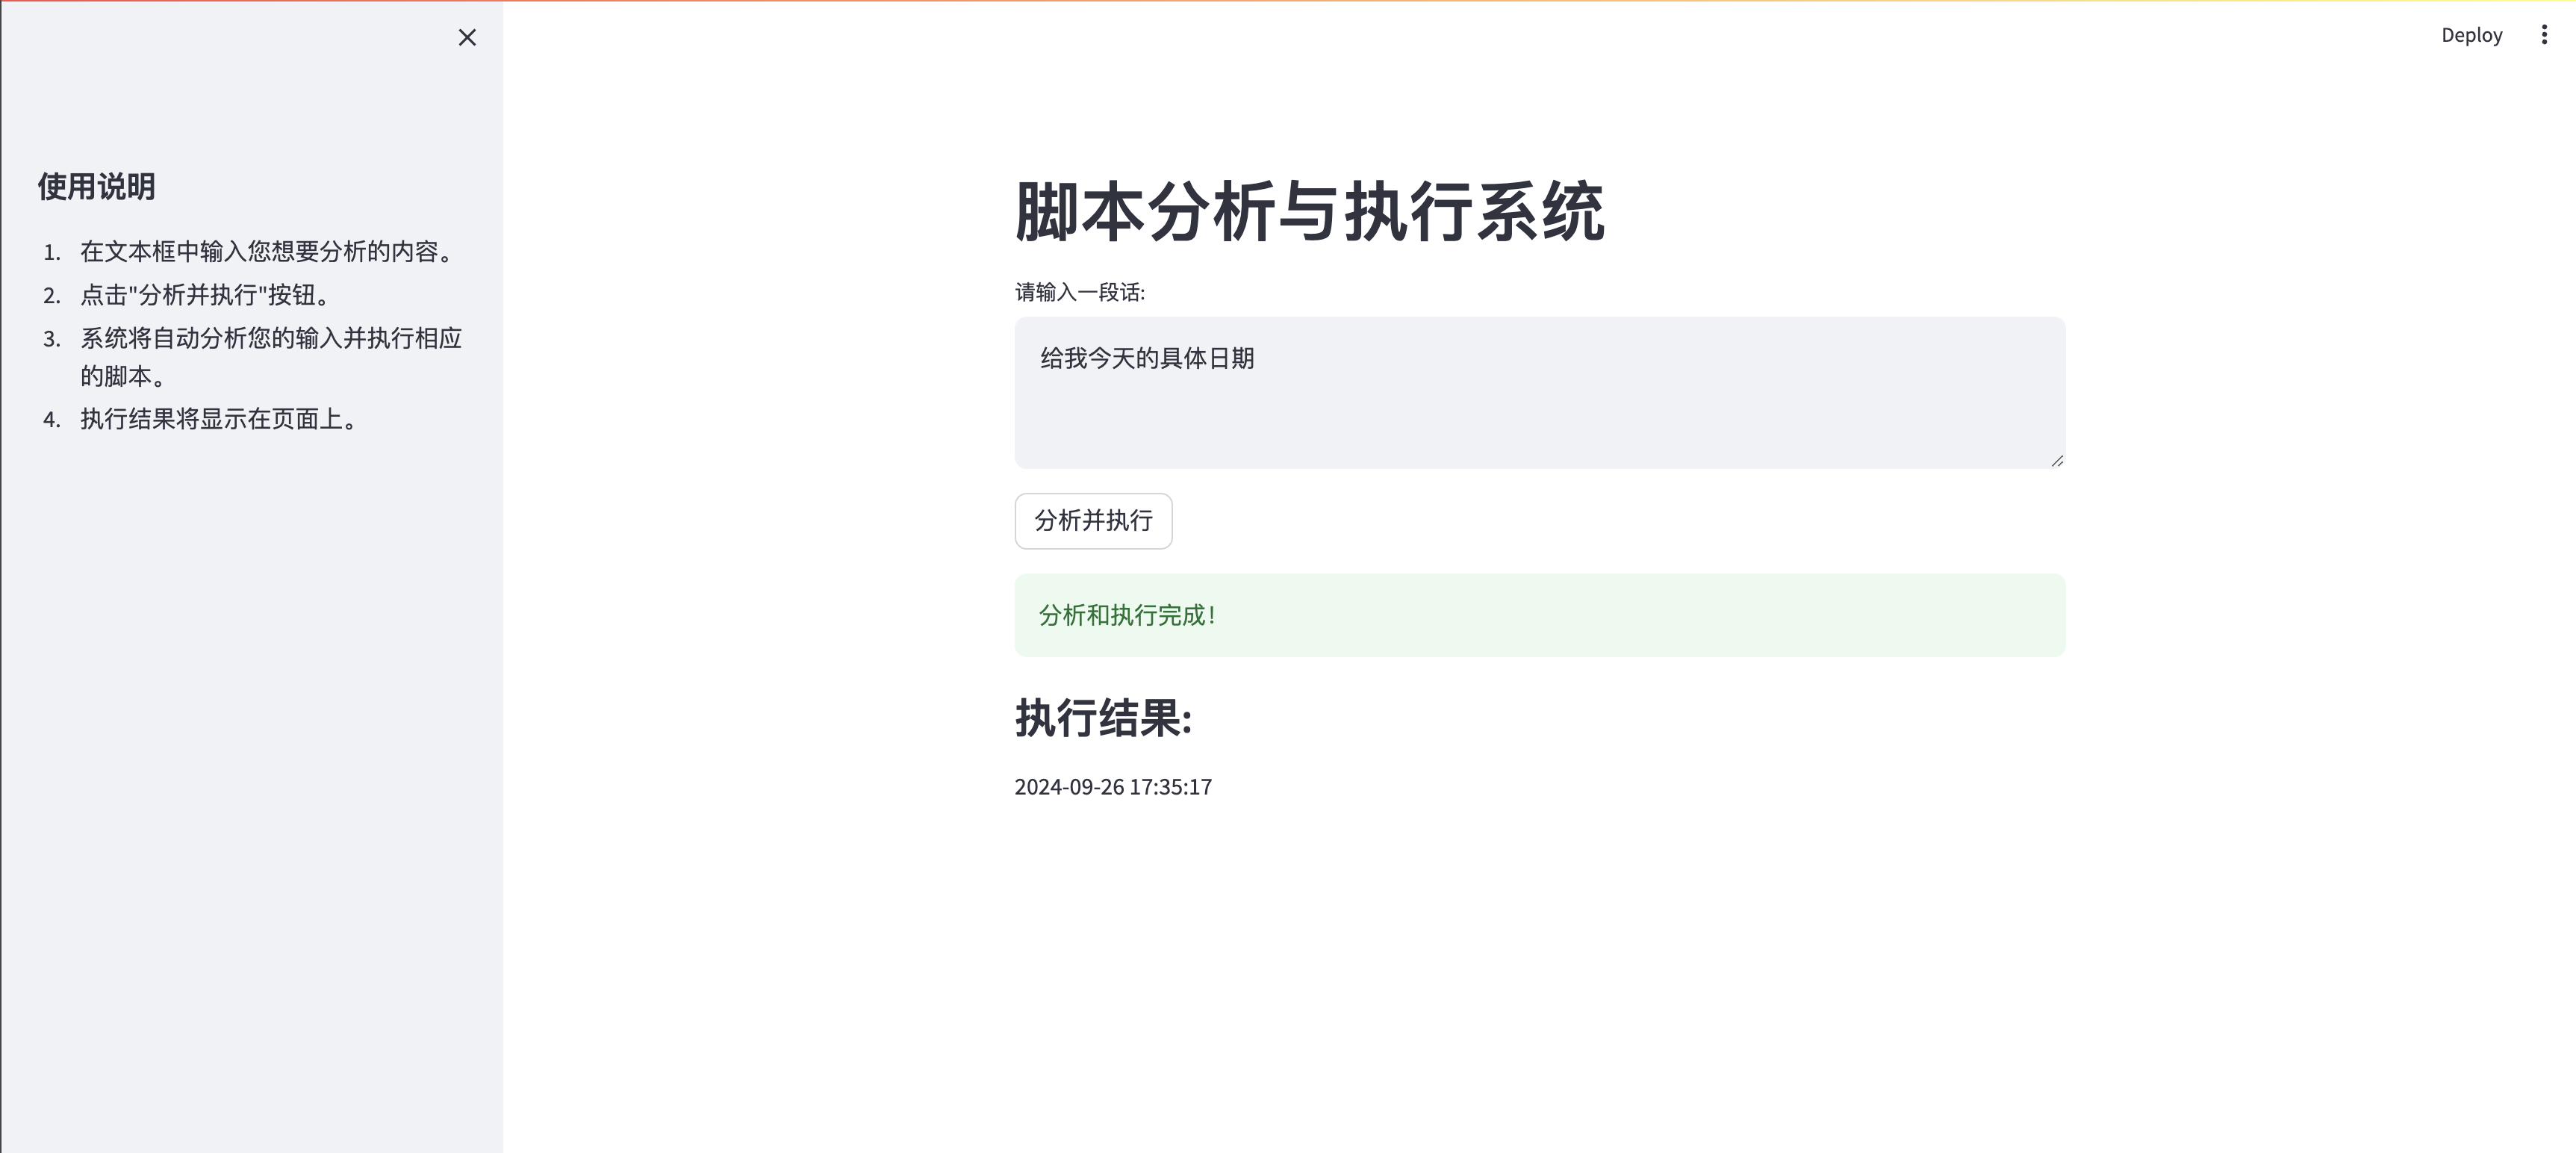 Deploy
使用说明
1. 在文本框中输入您想要分析的内容。
2. 点击"分析并执行"按钮。
3. 系统将自动分析您的输入并执行相应
的脚本。
4. 执行结果将显示在页面上。
脚本分析与执行系统
请输入一段话:
给我今天的具体日期
分析并执行
分析和执行完成！
执行结果:
2024-09-26 17:35:17